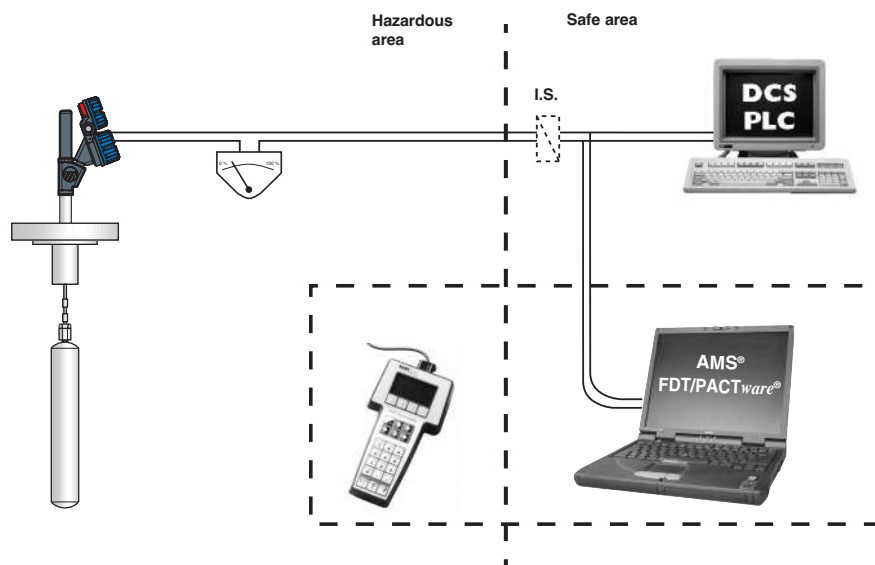 Hazardous
area
Safe area
I.S.
DCS
PLC
0 %
100 %
AMS®
FDT/PACTware®